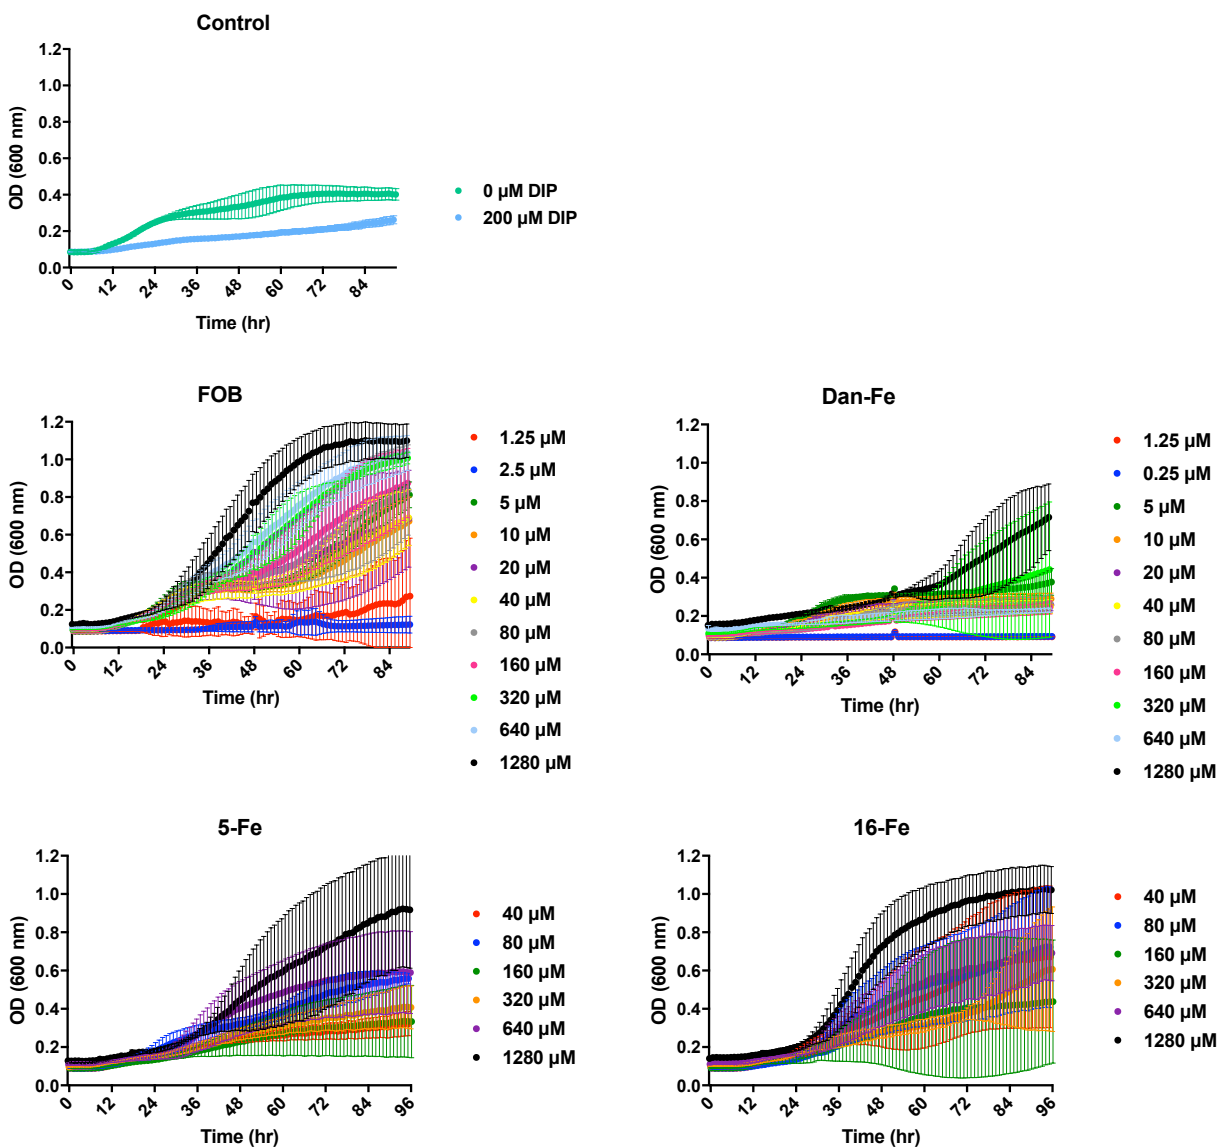 Control
1.2
1.0
0.8
0.6
0.4
0.2
0.0
OD (600 nm)
0 12 24 36 48 60 72 84
Time (hr)
0 µM DIP
200 µM DIP
FOB
1.2
1.0
0.8
0.6
0.4
0.2
0.0
OD (600 nm)
0 12 24 36 48 60 72 84
Time (hr)
1.25 µM
2.5 µM
5 µM
10 µM
20 µM
40 µM
80 µM
160 µM
320 µM
640 µM
1280 µM
Dan-Fe
1.2
1.0
0.8
0.6
0.4
0.2
0.0
OD (600 nm)
0 12 24 36 48 60 72 84
Time (hr)
1.25 µM
0.25 µM
5 µM
10 µM
20 µM
40 µM
80 µM
160 µM
320 µM
640 µM
1280 µM
5-Fe
1.2
1.0
0.8
0.6
0.4
0.2
0.0
OD (600 nm)
0 12 24 36 48 60 72 84 96
Time (hr)
40 µM
80 µM
160 µM
320 µM
640 µM
1280 µM
16-Fe
1.2
1.0
0.8
0.6
0.4
0.2
0.0
OD (600 nm)
0 12 24 36 48 60 72 84 96
Time (hr)
40 µM
80 µM
160 µM
320 µM
640 µM
1280 µM